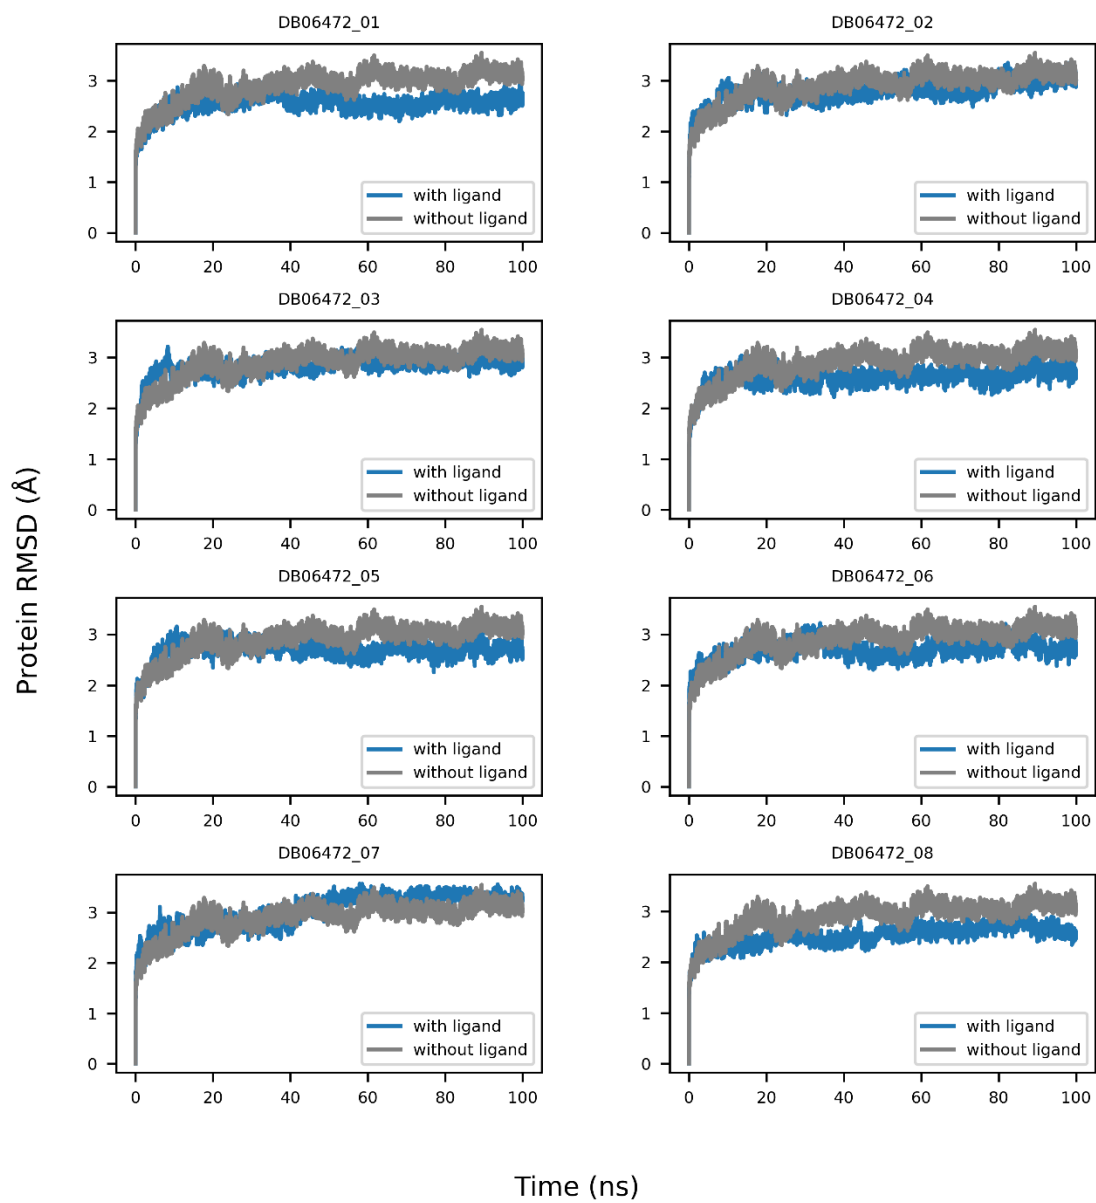 DB06472_01
3
2
1
0
with ligand
without ligand
0 20 40 60 80 100
DB06472_02
3
2
1
0
with ligand
without ligand
0 20 40 60 80 100
DB06472_03
3
2
1
0
with ligand
without ligand
0 20 40 60 80 100
DB06472_04
3
2
1
0
with ligand
without ligand
0 20 40 60 80 100
Protein RMSD (Å)
DB06472_05
3
2
1
0
with ligand
without ligand
0 20 40 60 80 100
DB06472_06
3
2
1
0
with ligand
without ligand
0 20 40 60 80 100
DB06472_07
3
2
1
0
with ligand
without ligand
0 20 40 60 80 100
DB06472_08
3
2
1
0
with ligand
without ligand
0 20 40 60 80 100
Time (ns)